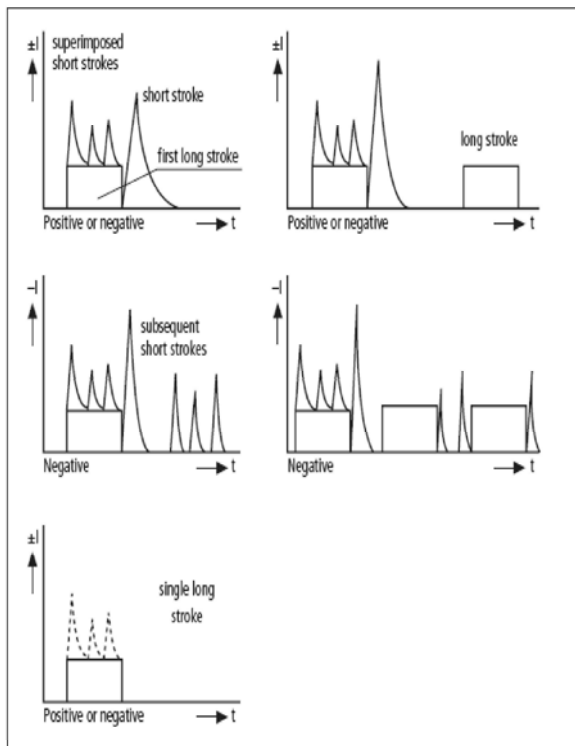 ±I
superimposed
short strokes
short stroke
first long stroke
Positive or negative
t
±I
long stroke
Positive or negative
t
–I
subsequent
short strokes
Negative
t
–I
Negative
t
±I
single long
stroke
Positive or negative
t